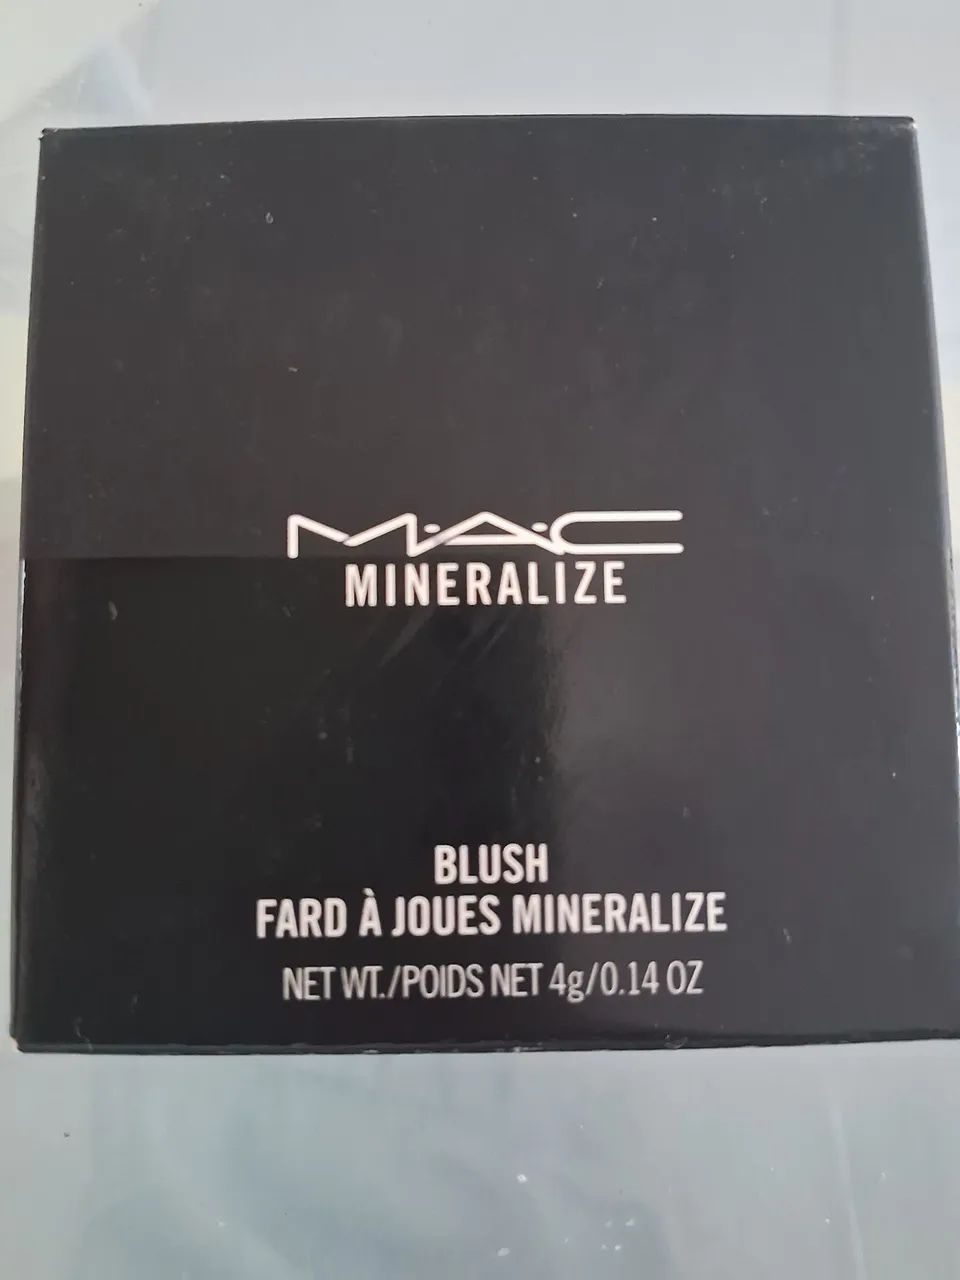 M·A·C
MINERALIZE
BLUSH
FARD À JOUES MINERALIZE
NET WT./POIDS NET 4g/0.14 OZ